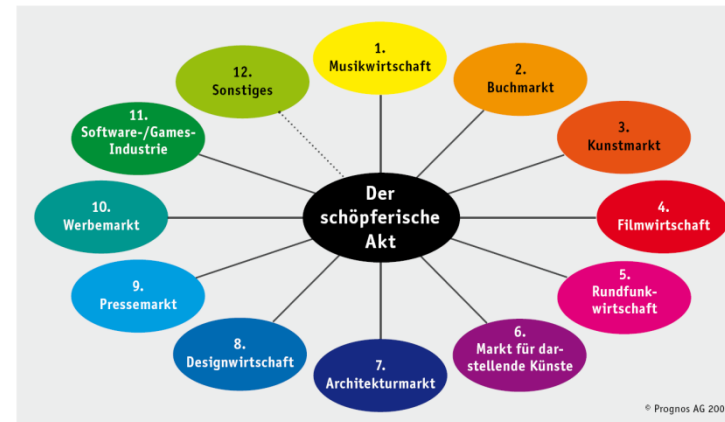 1.
Musikwirtschaft
2.
Buchmarkt
3.
Kunstmarkt
4.
Filmwirtschaft
5.
Rundfunk-
wirtschaft
6.
Markt für dar-
stellende Künste
7.
Architekturmarkt
8.
Designwirtschaft
9.
Pressemarkt
10.
Werbemarkt
11.
Software-/Games-
Industrie
12.
Sonstiges
Der
schöpferische
Akt
© Prognos AG 200